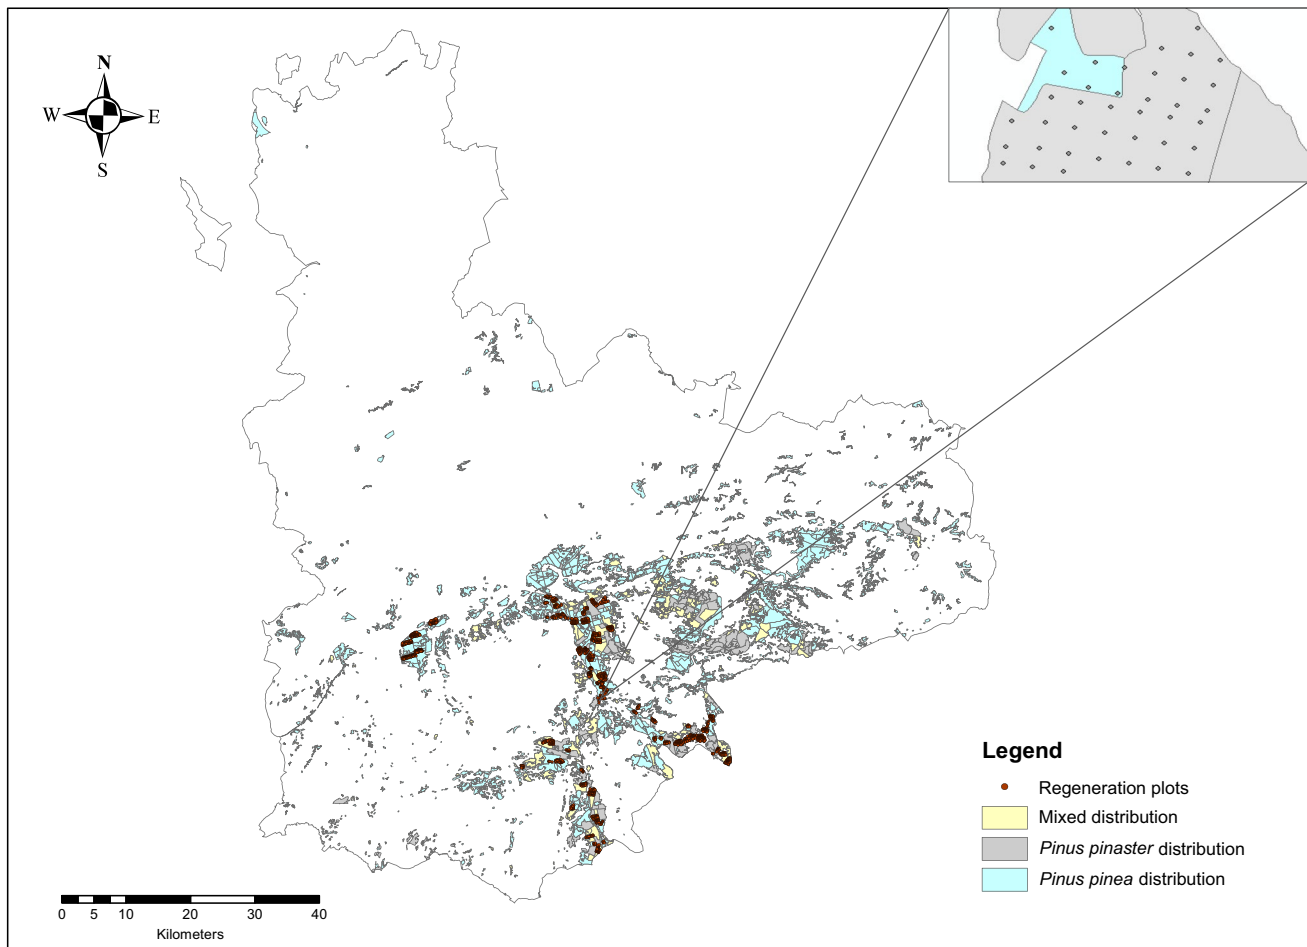 N
W E
S
Legend
Regeneration plots
Mixed distribution
Pinus pinaster distribution
Pinus pinea distribution
0 5 10 20 30 40
Kilometers